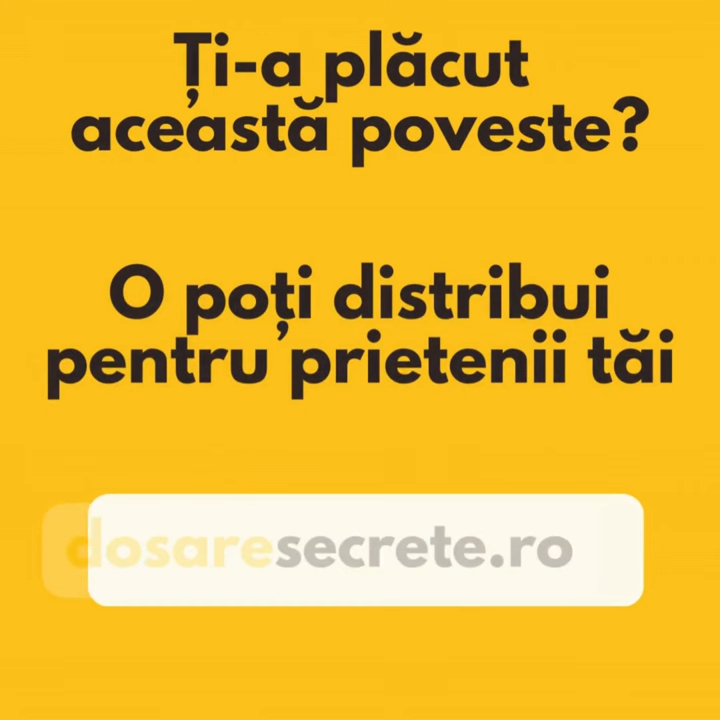 Ți-a plăcut
această poveste?
O poți distribui
pentru prietenii tăi
dosaresecrete.ro